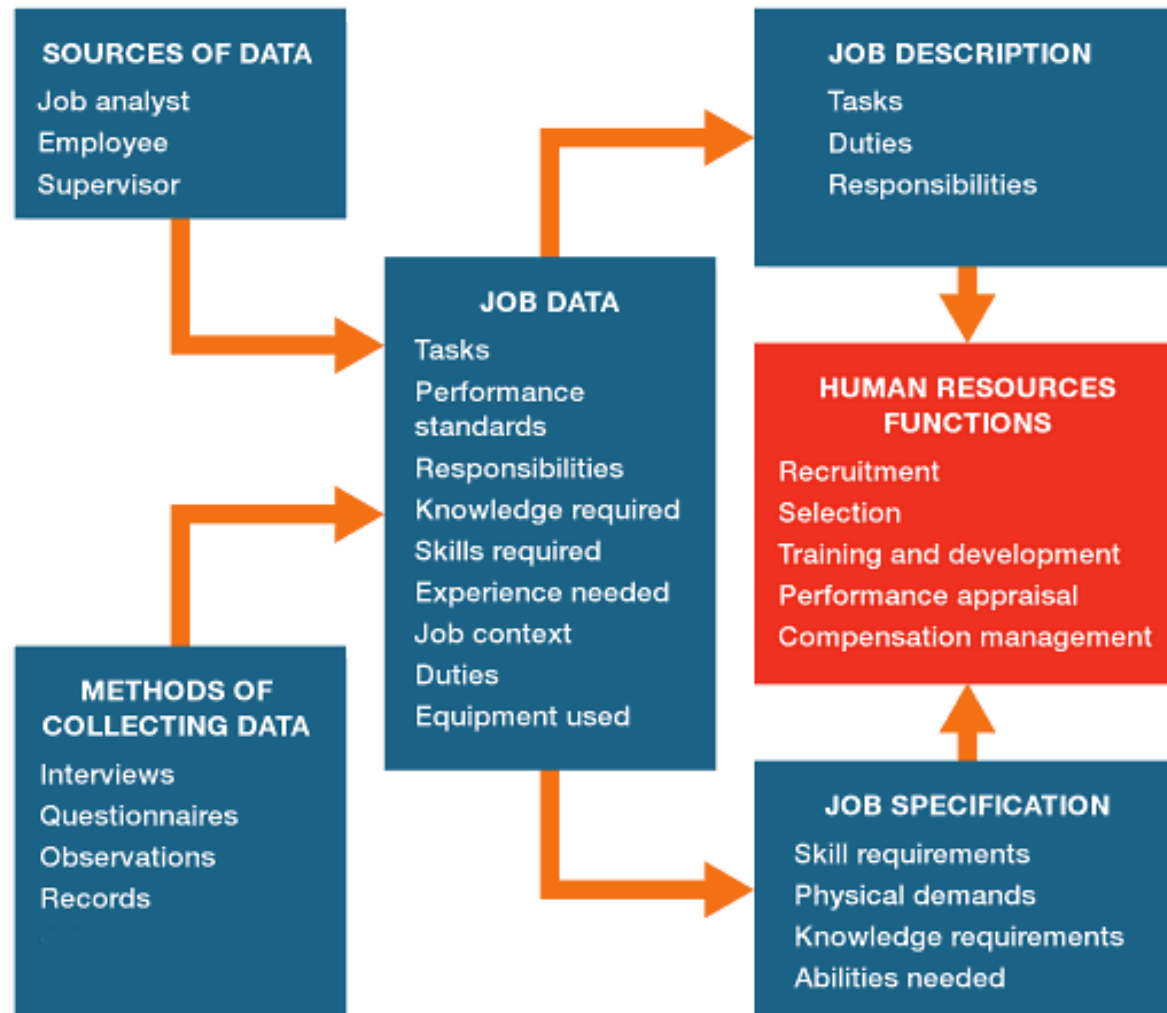 SOURCES OF DATA
Job analyst
Employee
Supervisor
METHODS OF
COLLECTING DATA
Interviews
Questionnaires
Observations
Records
JOB DATA
Tasks
Performance
standards
Responsibilities
Knowledge required
Skills required
Experience needed
Job context
Duties
Equipment used
JOB DESCRIPTION
Tasks
Duties
Responsibilities
HUMAN RESOURCES
FUNCTIONS
Recruitment
Selection
Training and development
Performance appraisal
Compensation management
JOB SPECIFICATION
Skill requirements
Physical demands
Knowledge requirements
Abilities needed